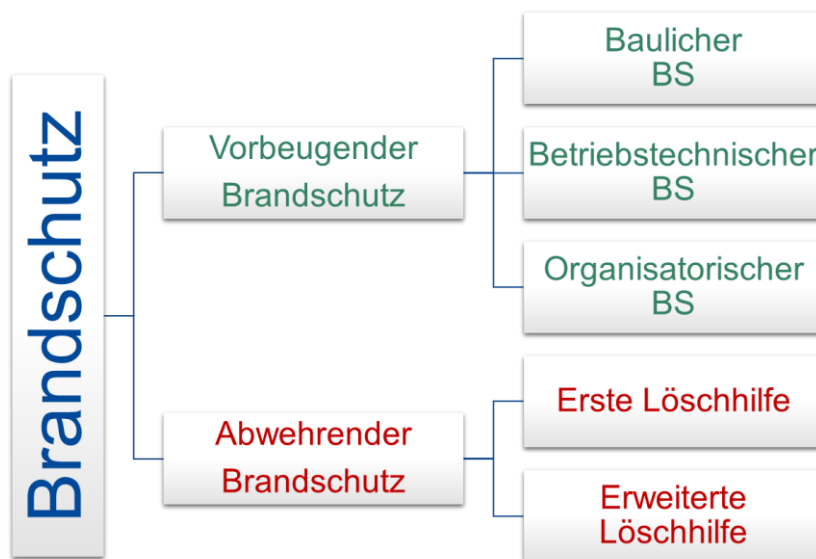 Brandschutz
Vorbeugender
Brandschutz
Baulicher
BS
Betriebstechnischer
BS
Organisatorischer
BS
Abwehrender
Brandschutz
Erste Löschhilfe
Erweiterte
Löschhilfe